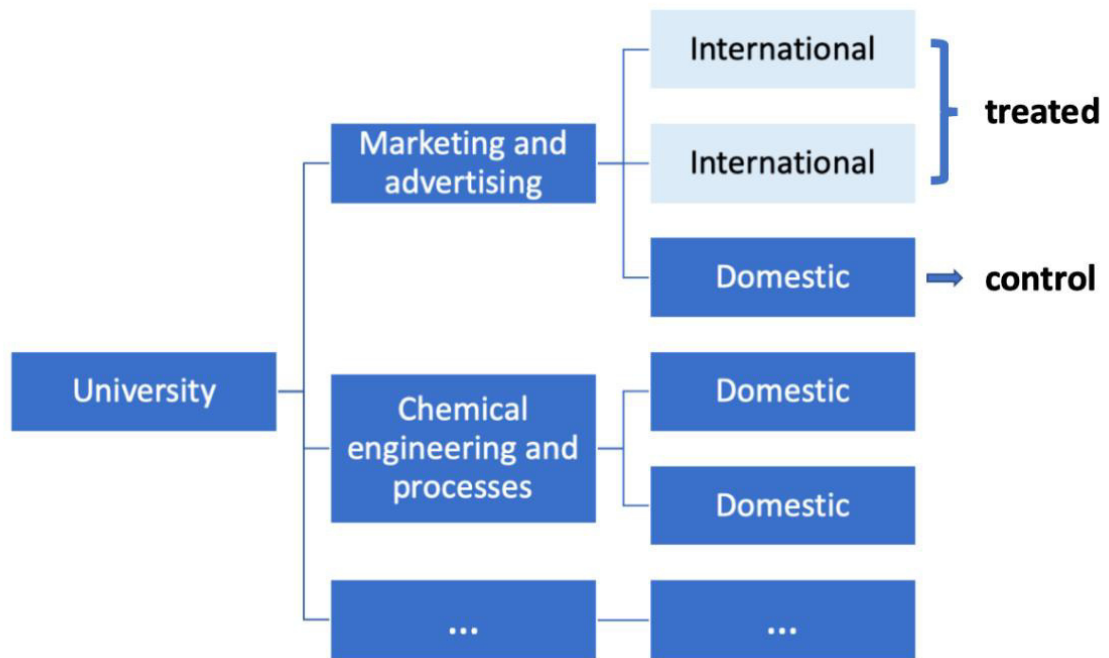 International
treated
Marketing and
advertising
International
Domestic
control
University
Chemical
engineering and
processes
Domestic
Domestic
...
...